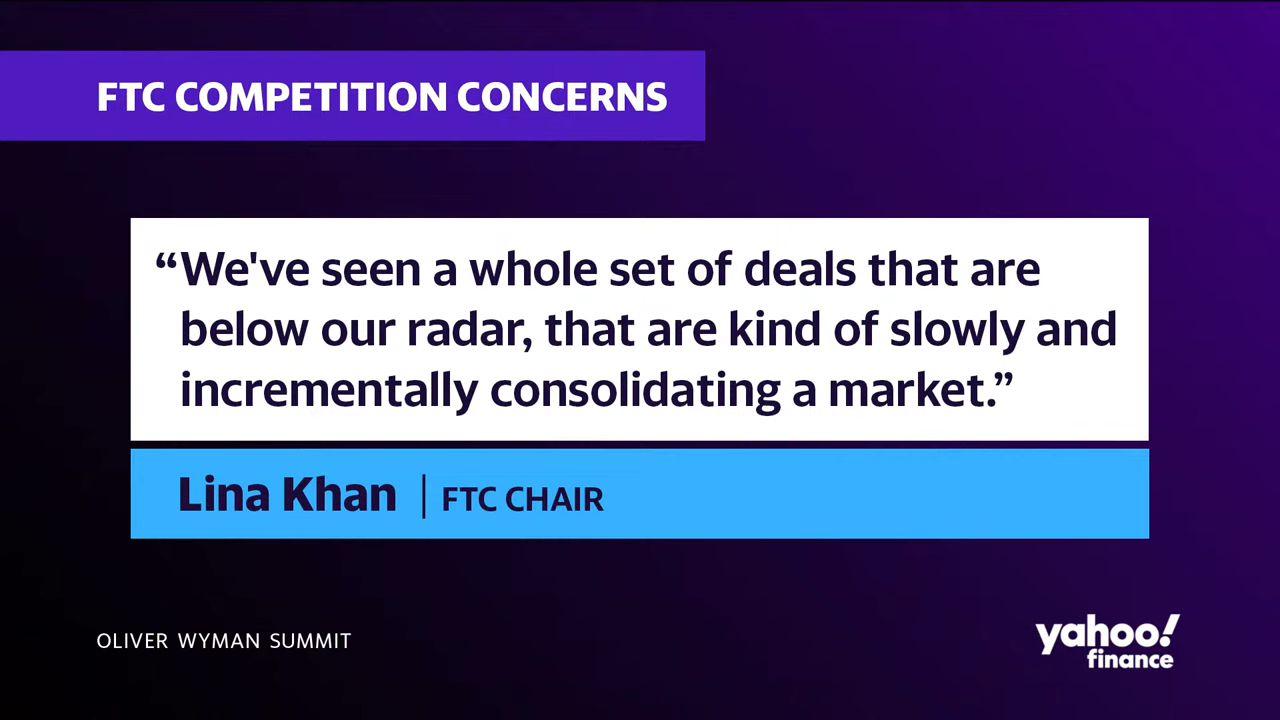 FTC COMPETITION CONCERNS
“We've seen a whole set of deals that are
below our radar, that are kind of slowly and
incrementally consolidating a market.”
Lina Khan | FTC CHAIR
OLIVER WYMAN SUMMIT
yahoo!
finance